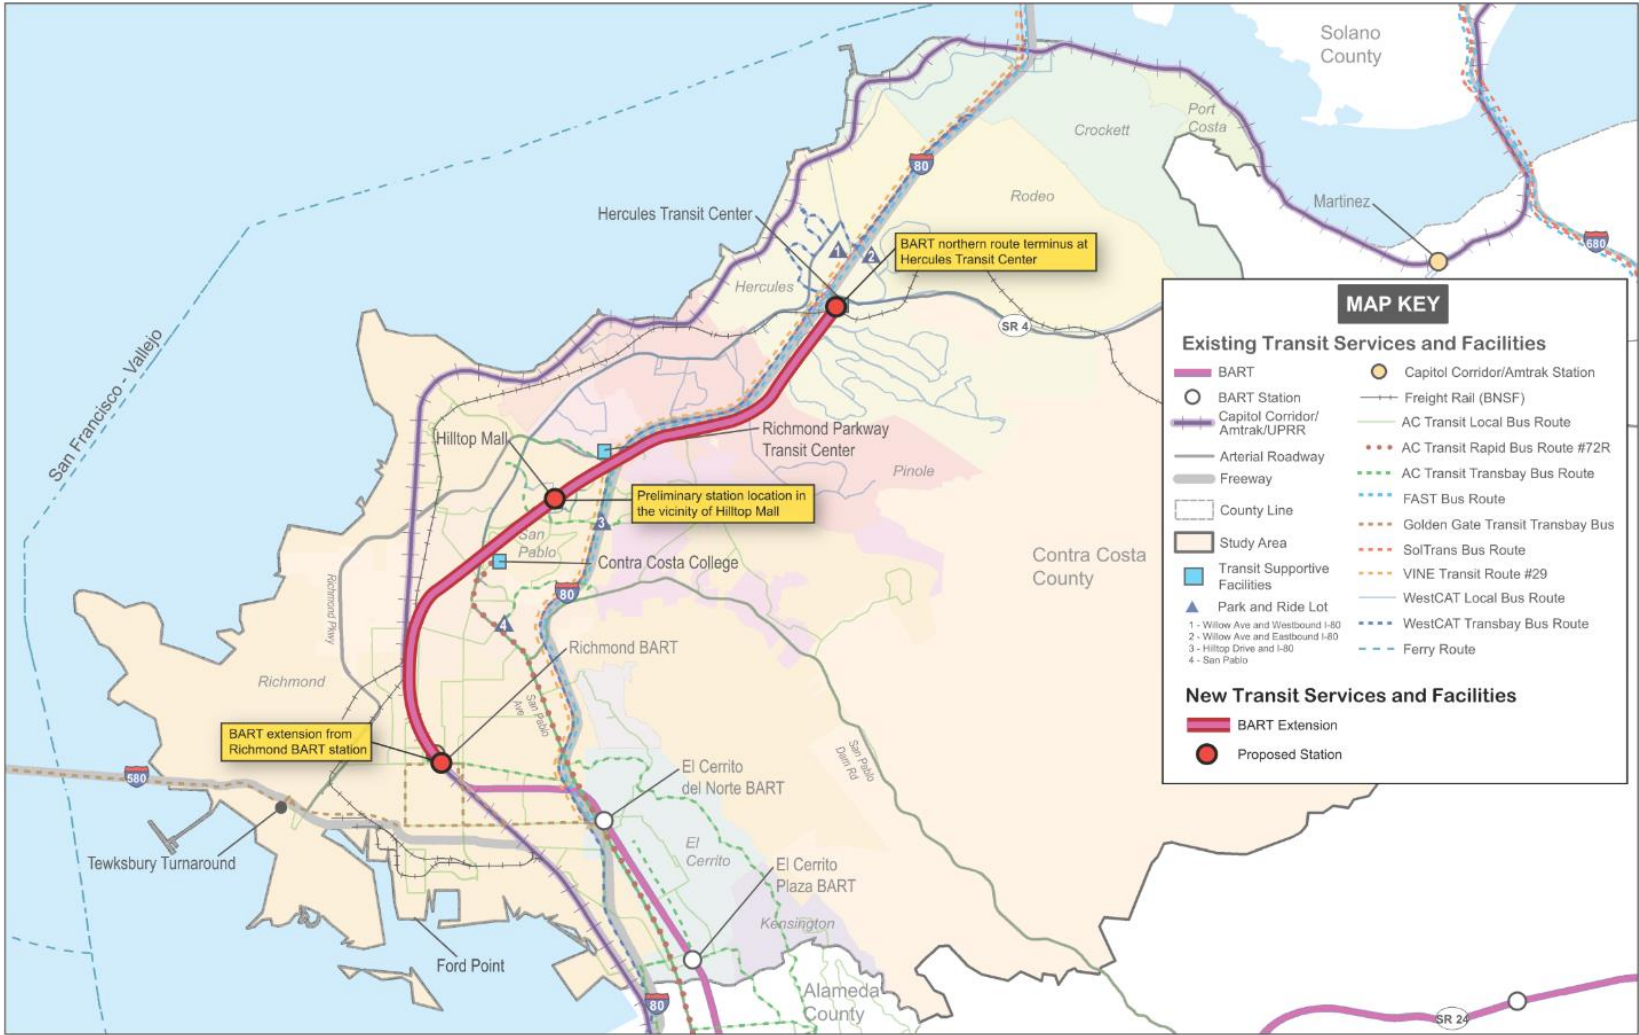 Solano
County
Port
Costa
Crockett
80
Rodeo
Martinez
Hercules Transit Center
680
1
2
BART northern route terminus at
Hercules Transit Center
Hercules
SR 4
San Francisco - Vallejo
Hilltop Mall
Richmond Parkway
Transit Center
Pinole
Preliminary station location in
the vicinity of Hilltop Mall
3
San
Pablo
Contra Costa College
Contra Costa
County
80
Richmond Pkwy
4
Richmond BART
Richmond
San Pablo
Ave
BART extension from
Richmond BART station
San Pablo
Dam Rd
580
El Cerrito
del Norte BART
Tewksbury Turnaround
El
Cerrito
El Cerrito
Plaza BART
Kensington
Ford Point
Alameda
County
80
SR 24
MAP KEY
Existing Transit Services and Facilities
BART
BART Station
Capitol Corridor/
Amtrak/UPRR
Arterial Roadway
Freeway
County Line
Study Area
Transit Supportive
Facilities
Park and Ride Lot
1 - Willow Ave and Westbound I-80
2 - Willow Ave and Eastbound I-80
3 - Hilltop Drive and I-80
4 - San Pablo
Capitol Corridor/Amtrak Station
Freight Rail (BNSF)
AC Transit Local Bus Route
AC Transit Rapid Bus Route #72R
AC Transit Transbay Bus Route
FAST Bus Route
Golden Gate Transit Transbay Bus
SolTrans Bus Route
VINE Transit Route #29
WestCAT Local Bus Route
WestCAT Transbay Bus Route
Ferry Route
New Transit Services and Facilities
BART Extension
Proposed Station